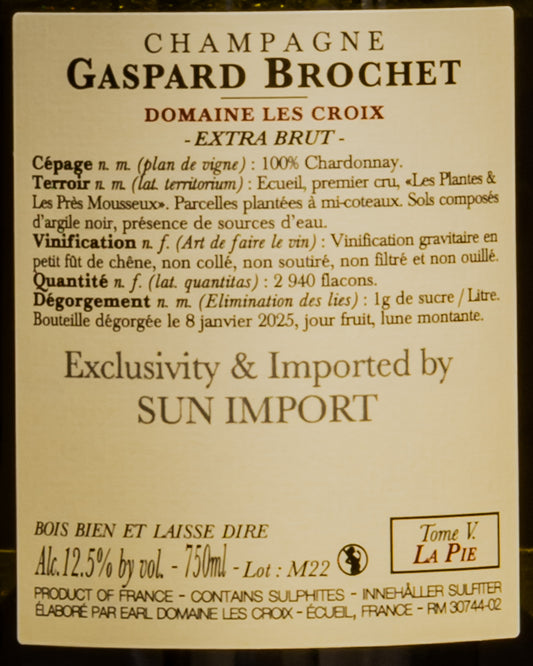 CHAMPAGNE
GASPARD BROCHET
DOMAINE LES CROIX
- EXTRA BRUT -
Cépage n. m. (plan de vigne) : 100% Chardonnay.
Terroir n. m. (lat. territorium) : Ecueil, premier cru, «Les Plantes &
Les Près Mousseux». Parcelles plantées à mi-coteaux. Sols composés
d'argile noir, présence de sources d'eau.
Vinification n. f. (Art de faire le vin) : Vinification gravitaire en
petit fût de chêne, non collé, non soutiré, non filtré et non ouillé.
Quantité n. f. (lat. quantitas) : 2 940 flacons.
Dégorgement n. m. (Elimination des lies) : 1g de sucre / Litre.
Bouteille dégorgée le 8 janvier 2025, jour fruit, lune montante.
Exclusivity & Imported by
SUN IMPORT
BOIS BIEN ET LAISSE DIRE
Alc. 12.5% by vol. - 750ml - Lot : M22
Tome V.
LA PIE
PRODUCT OF FRANCE - CONTAINS SULPHITES - INNEHÅLLER SULFITER
ÉLABORÉ PAR EARL DOMAINE LES CROIX - ÉCUEIL, FRANCE - RM 30744-02